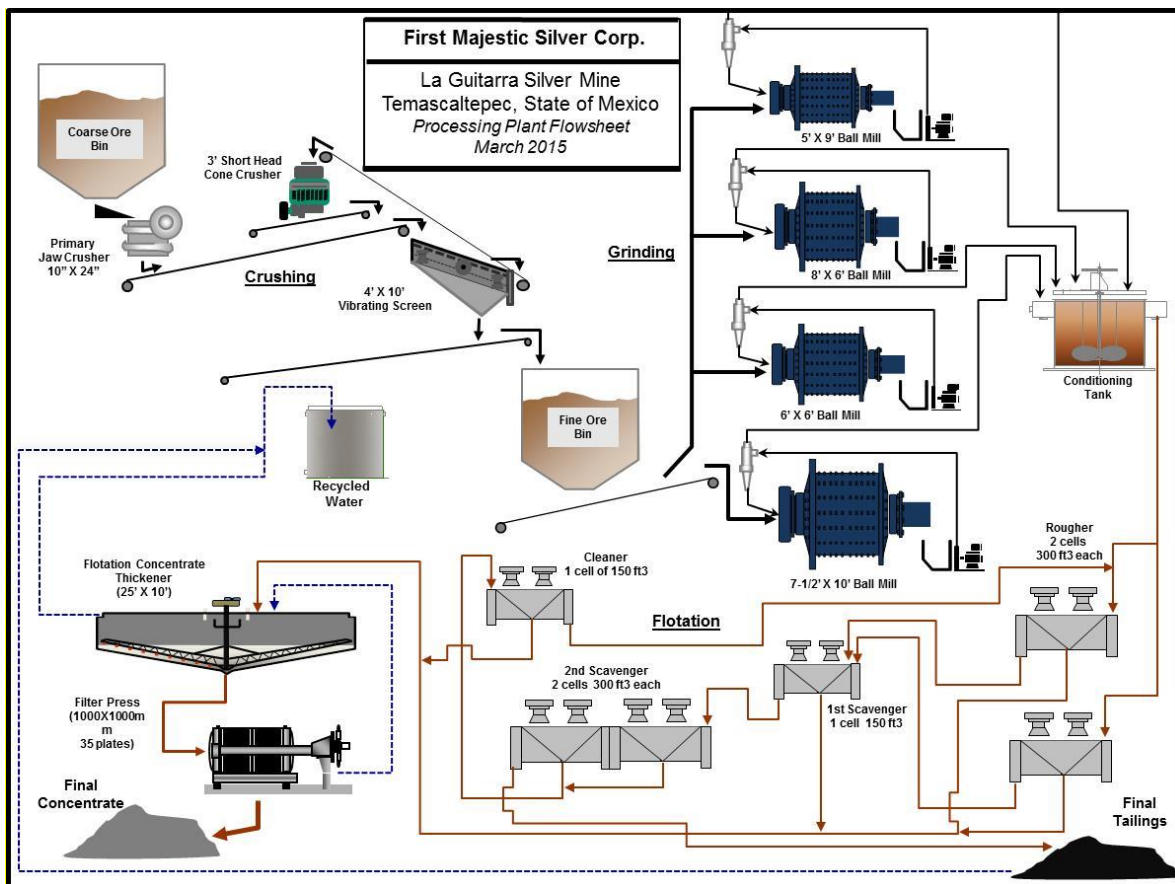 First Majestic Silver Corp.
La Guitarra Silver Mine
Temascaltepec, State of Mexico
Processing Plant Flowsheet
March 2015
Coarse Ore
Bin
3' Short Head
Cone Crusher
Primary
Jaw Crusher
10" X 24"
Crushing
4' X 10'
Vibrating Screen
Fine Ore
Bin
Recycled
Water
Grinding
5' X 9' Ball Mill
8' X 6' Ball Mill
6' X 6' Ball Mill
7-1/2' X 10' Ball Mill
Conditioning
Tank
Rougher
2 cells
300 ft3 each
Cleaner
1 cell of 150 ft3
Flotation
Flotation Concentrate
Thickener
(25' X 10')
2nd Scavenger
2 cells 300 ft3 each
1st Scavenger
1 cell 150 ft3
Filter Press
(1000X1000m
m
35 plates)
Final
Concentrate
Final
Tailings